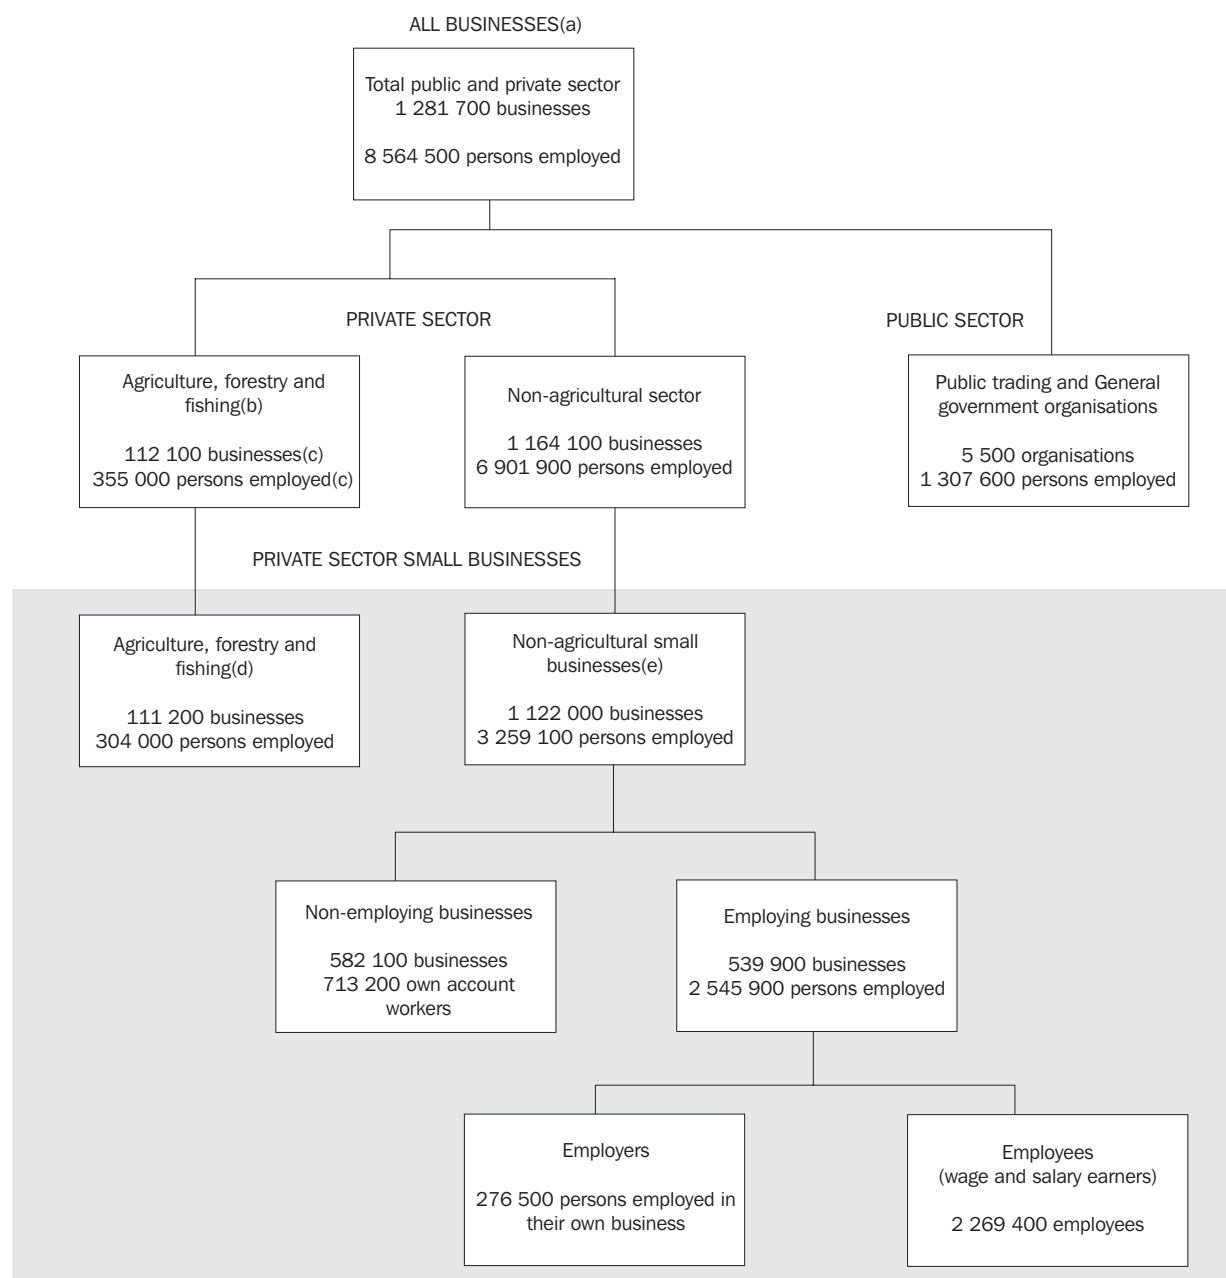 ALL BUSINESSES(a)
Total public and private sector
1 281 700 businesses
8 564 500 persons employed
PRIVATE SECTOR
PUBLIC SECTOR
Agriculture, forestry and
fishing(b)
112 100 businesses(c)
355 000 persons employed(c)
Non-agricultural sector
1 164 100 businesses
6 901 900 persons employed
Public trading and General
government organisations
5 500 organisations
1 307 600 persons employed
PRIVATE SECTOR SMALL BUSINESSES
Agriculture, forestry and
fishing(d)
111 200 businesses
304 000 persons employed
Non-agricultural small
businesses(e)
1 122 000 businesses
3 259 100 persons employed
Non-employing businesses
582 100 businesses
713 200 own account
workers
Employing businesses
539 900 businesses
2 545 900 persons employed
Employers
276 500 persons employed in
their own business
Employees
(wage and salary earners)
2 269 400 employees